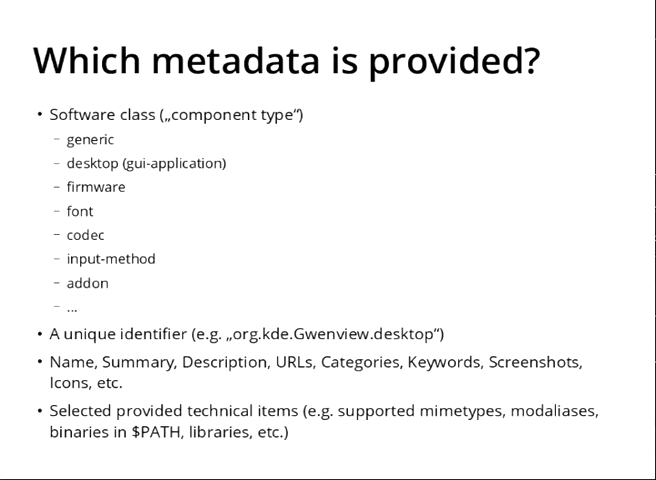 Which metadata is provided?
• Software class („component type“)
– generic
– desktop (gui-application)
– firmware
– font
– codec
– input-method
– addon
– ...
• A unique identifier (e.g. „org.kde.Gwenview.desktop“)
• Name, Summary, Description, URLs, Categories, Keywords, Screenshots,
Icons, etc.
• Selected provided technical items (e.g. supported mimetypes, modaliases,
binaries in $PATH, libraries, etc.)